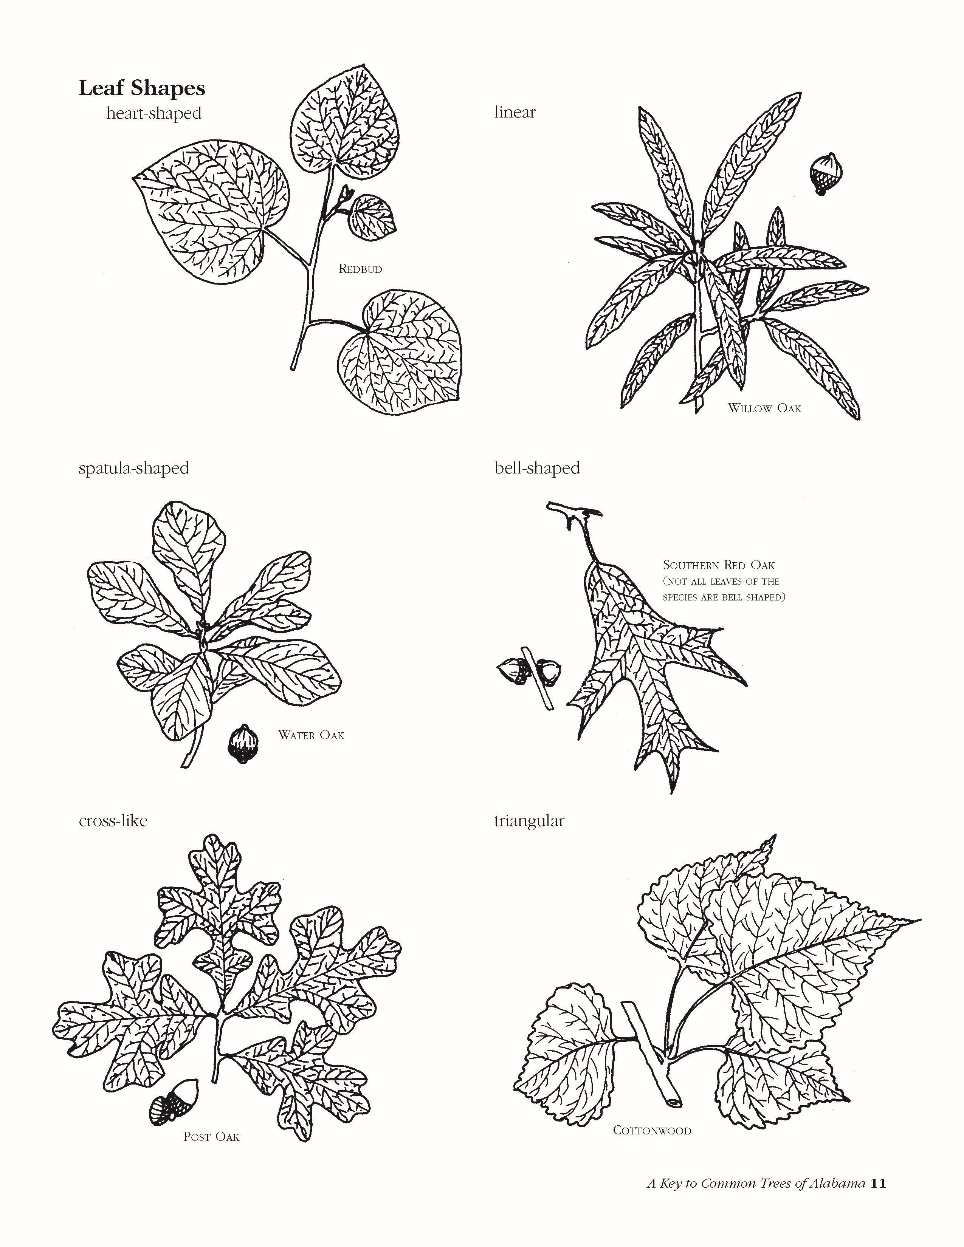 Leaf Shapes
heart-shaped
linear
REDBUD
WILLOW OAK
spatula-shaped
bell-shaped
SOUTHERN RED OAK
(NOT ALL LEAVES OF THE
SPECIES ARE BELL SHAPED)
WATER OAK
cross-like
triangular
POST OAK
COTTONWOOD
A Key to Common Trees of Alabama 11